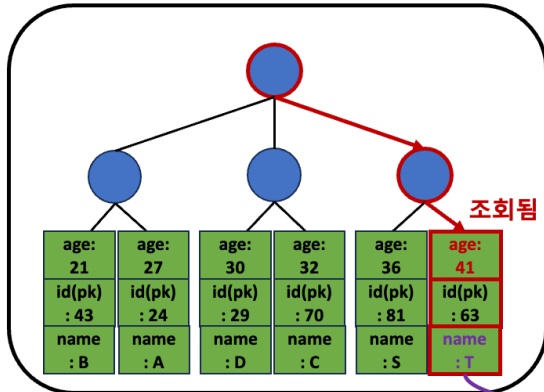 조회됨
age:
21
id(pk)
: 43
name
: B
age:
27
id(pk)
: 24
name
: A
age:
30
id(pk)
: 29
name
: D
age:
32
id(pk)
: 70
name
: C
age:
36
id(pk)
: 81
name
: S
age:
41
id(pk)
: 63
name
: T